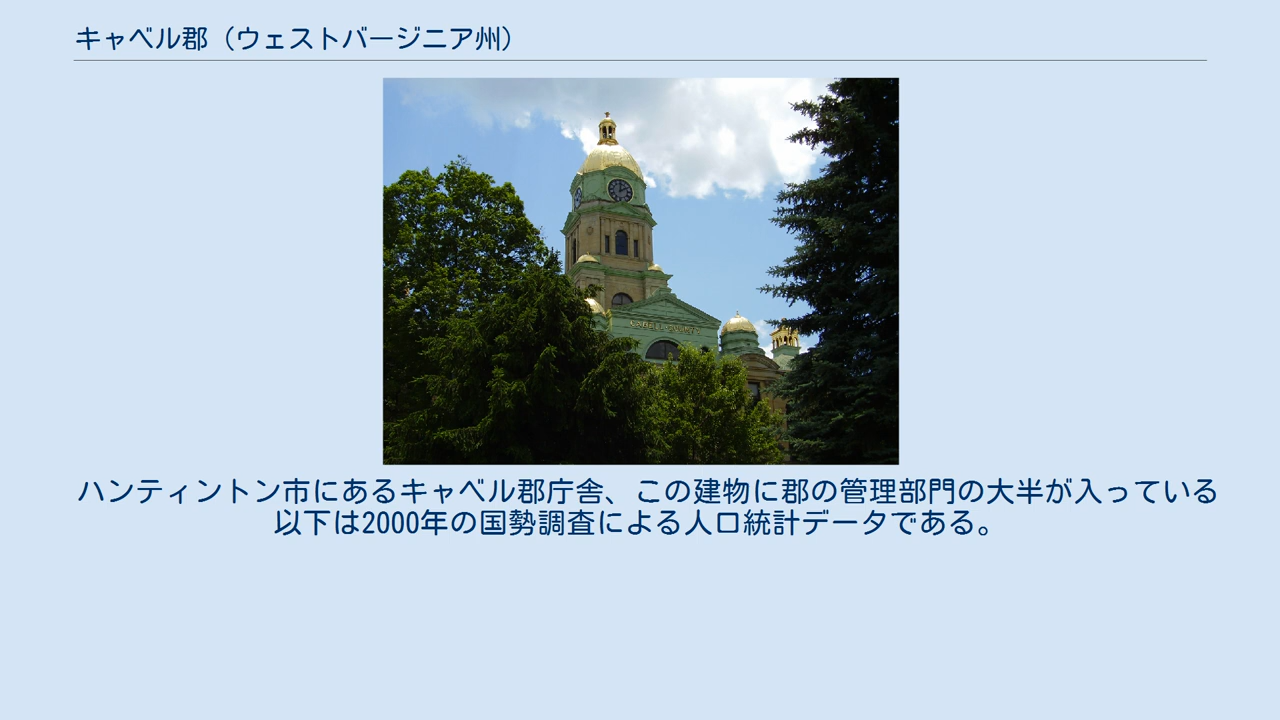 キャベル郡（ウェストバージニア州）
CABELL COUNTY
ハンティントン市にあるキャベル郡庁舎、この建物に郡の管理部門の大半が入っている
以下は2000年の国勢調査による人口統計データである。